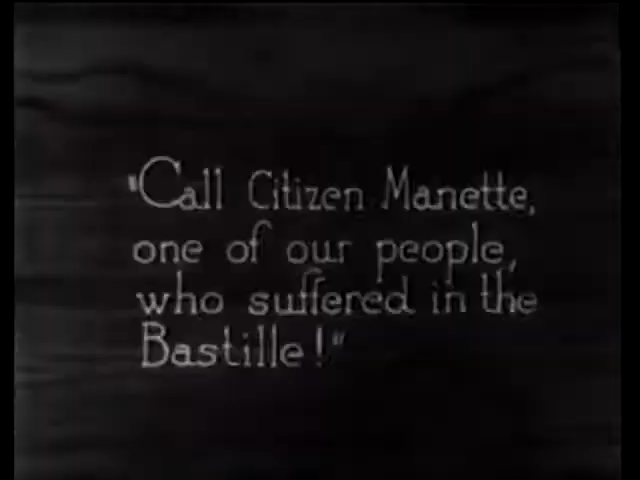 "Call Citizen Manette,
one of our people,
who suffered in the
Bastille!"